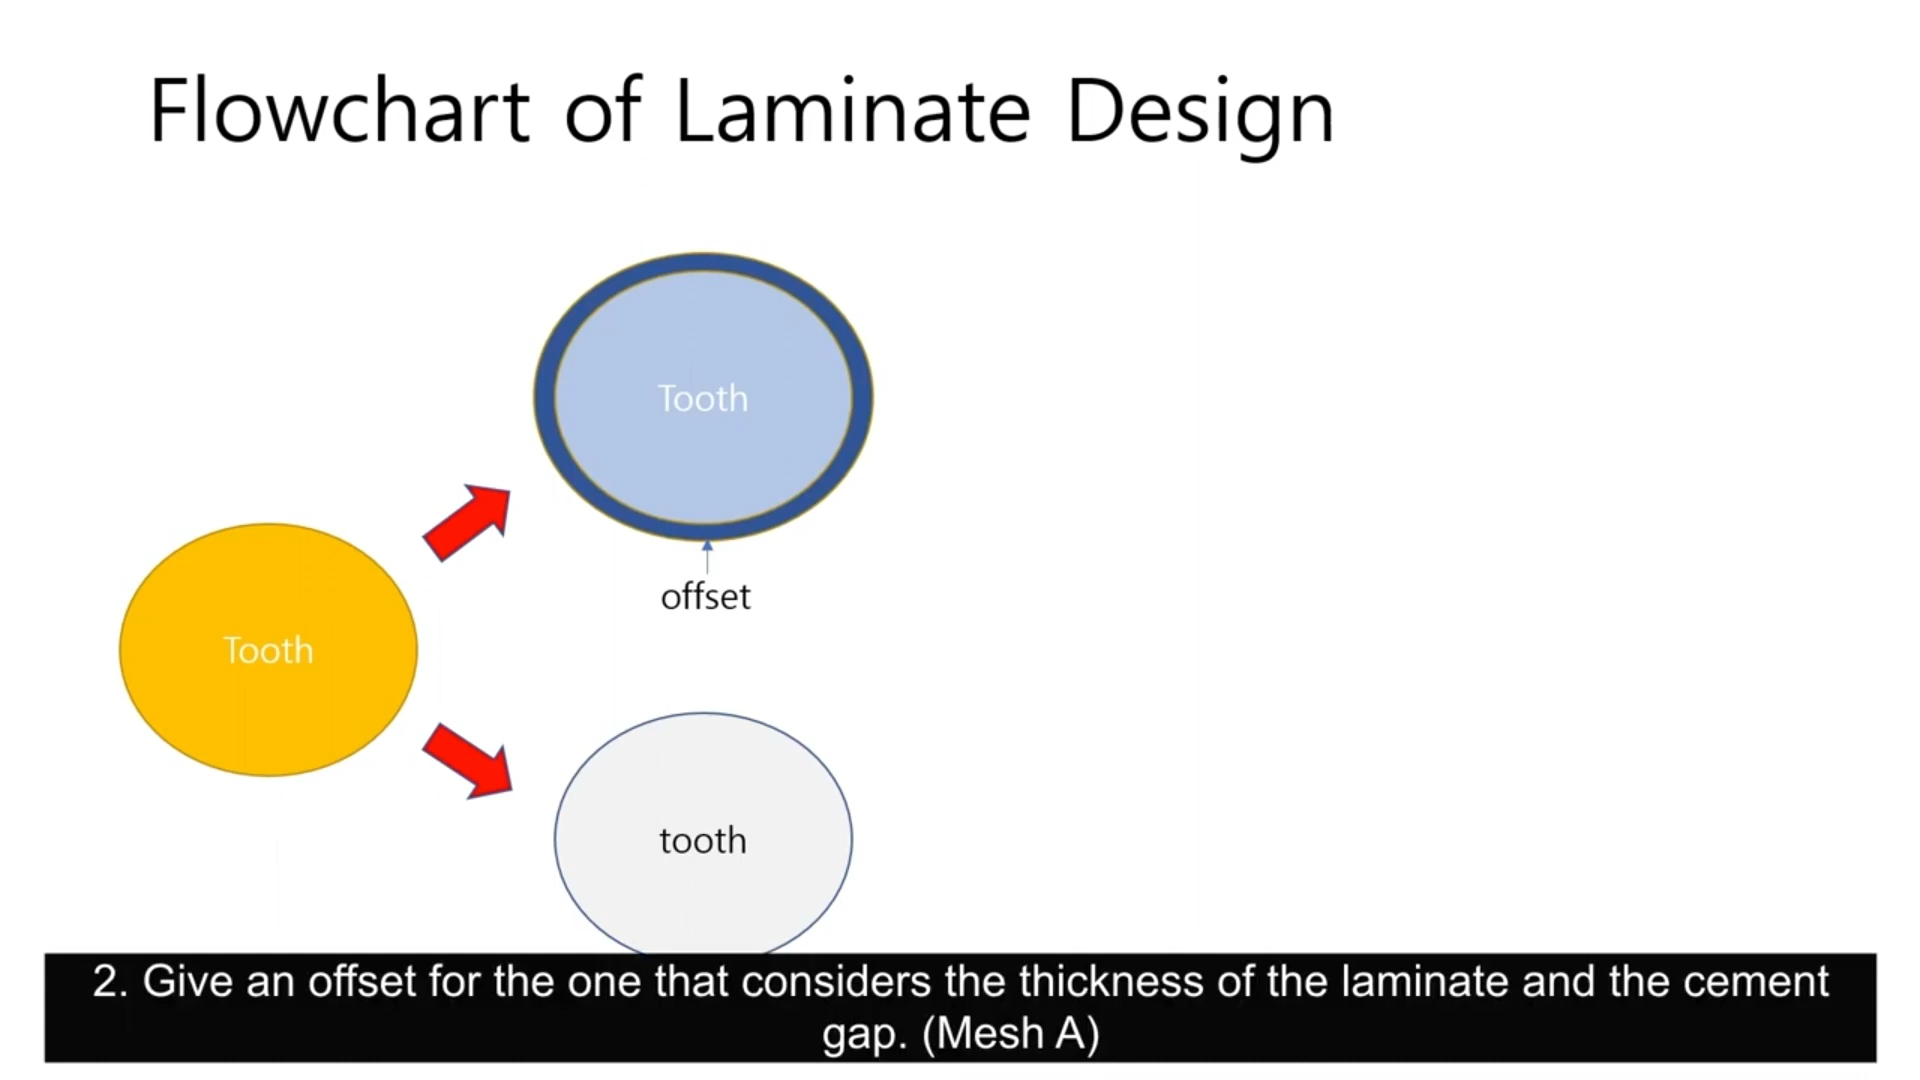 Flowchart of Laminate Design
Tooth
offset
Tooth
tooth
2. Give an offset for the one that considers the thickness of the laminate and the cement
gap. (Mesh A)